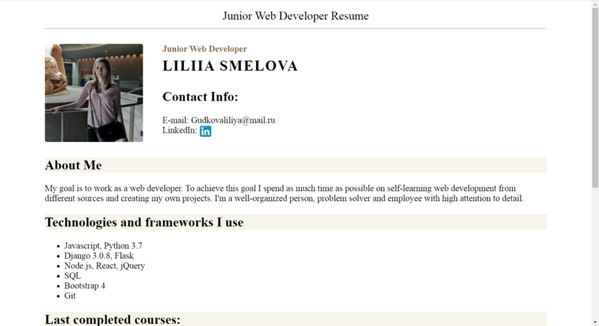 Junior Web Developer Resume
Junior Web Developer
LILIIA SMELOVA
Contact Info:
E-mail: Gudkovaliliya@mail.ru
LinkedIn: in
About Me
My goal is to work as a web developer. To achieve this goal I spend as much time as possible on self-learning web development from
different sources and creating my own projects. I'm a well-organized person, problem solver and employee with high attention to detail.
Technologies and frameworks I use
Javascript, Python 3.7
Django 3.0.8, Flask
Node.js, React, jQuery
SQL
Bootstrap 4
Git
Last completed courses: